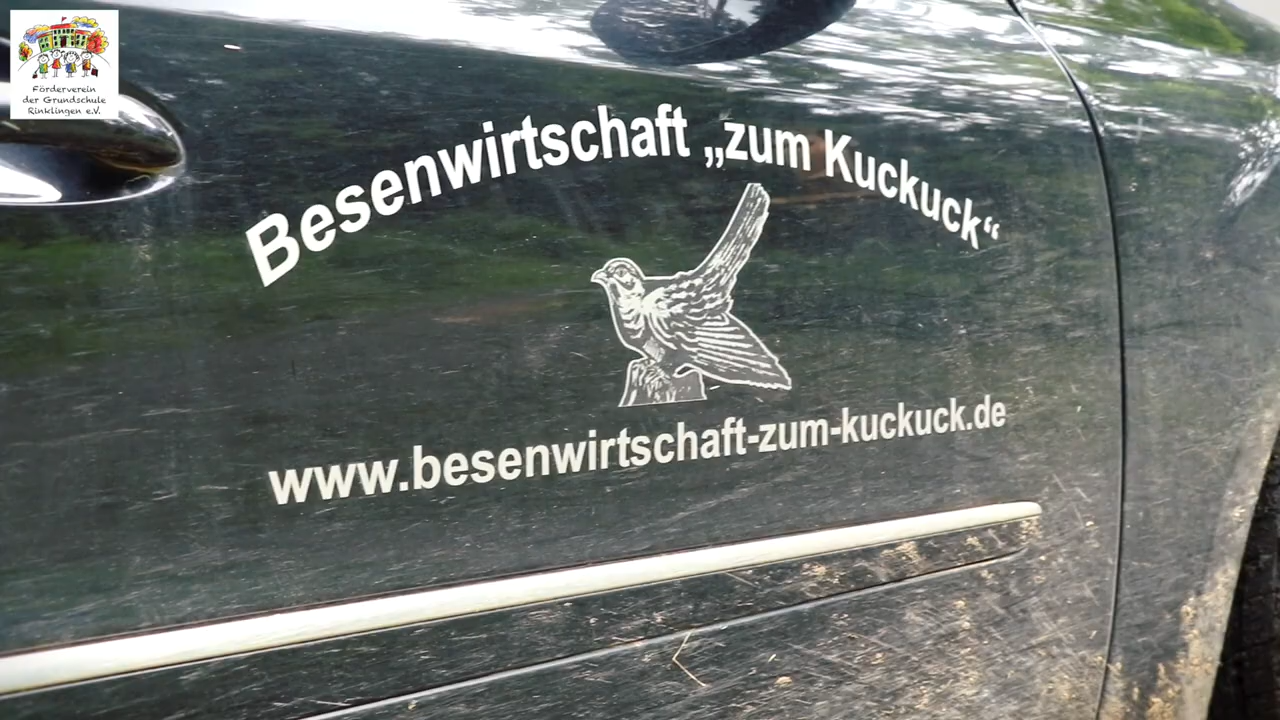 Förderverein
der Grundschule
Rinklingen e.V.
Besenwirtschaft „zum Kuckuck“
www.besenwirtschaft-zum-kuckuck.de